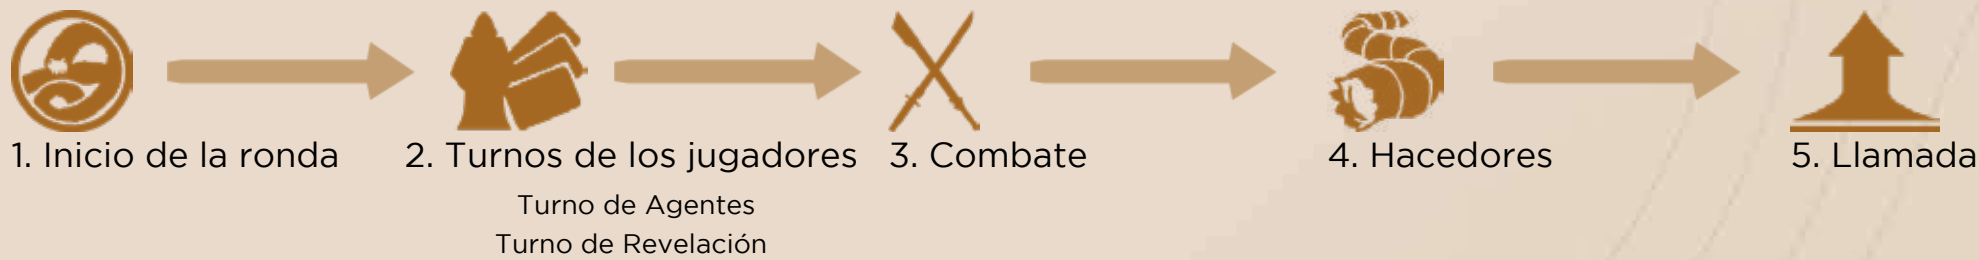 1. Inicio de la ronda
2. Turnos de los jugadores
Turno de Agentes
Turno de Revelación
3. Combate
4. Hacedores
5. Llamada